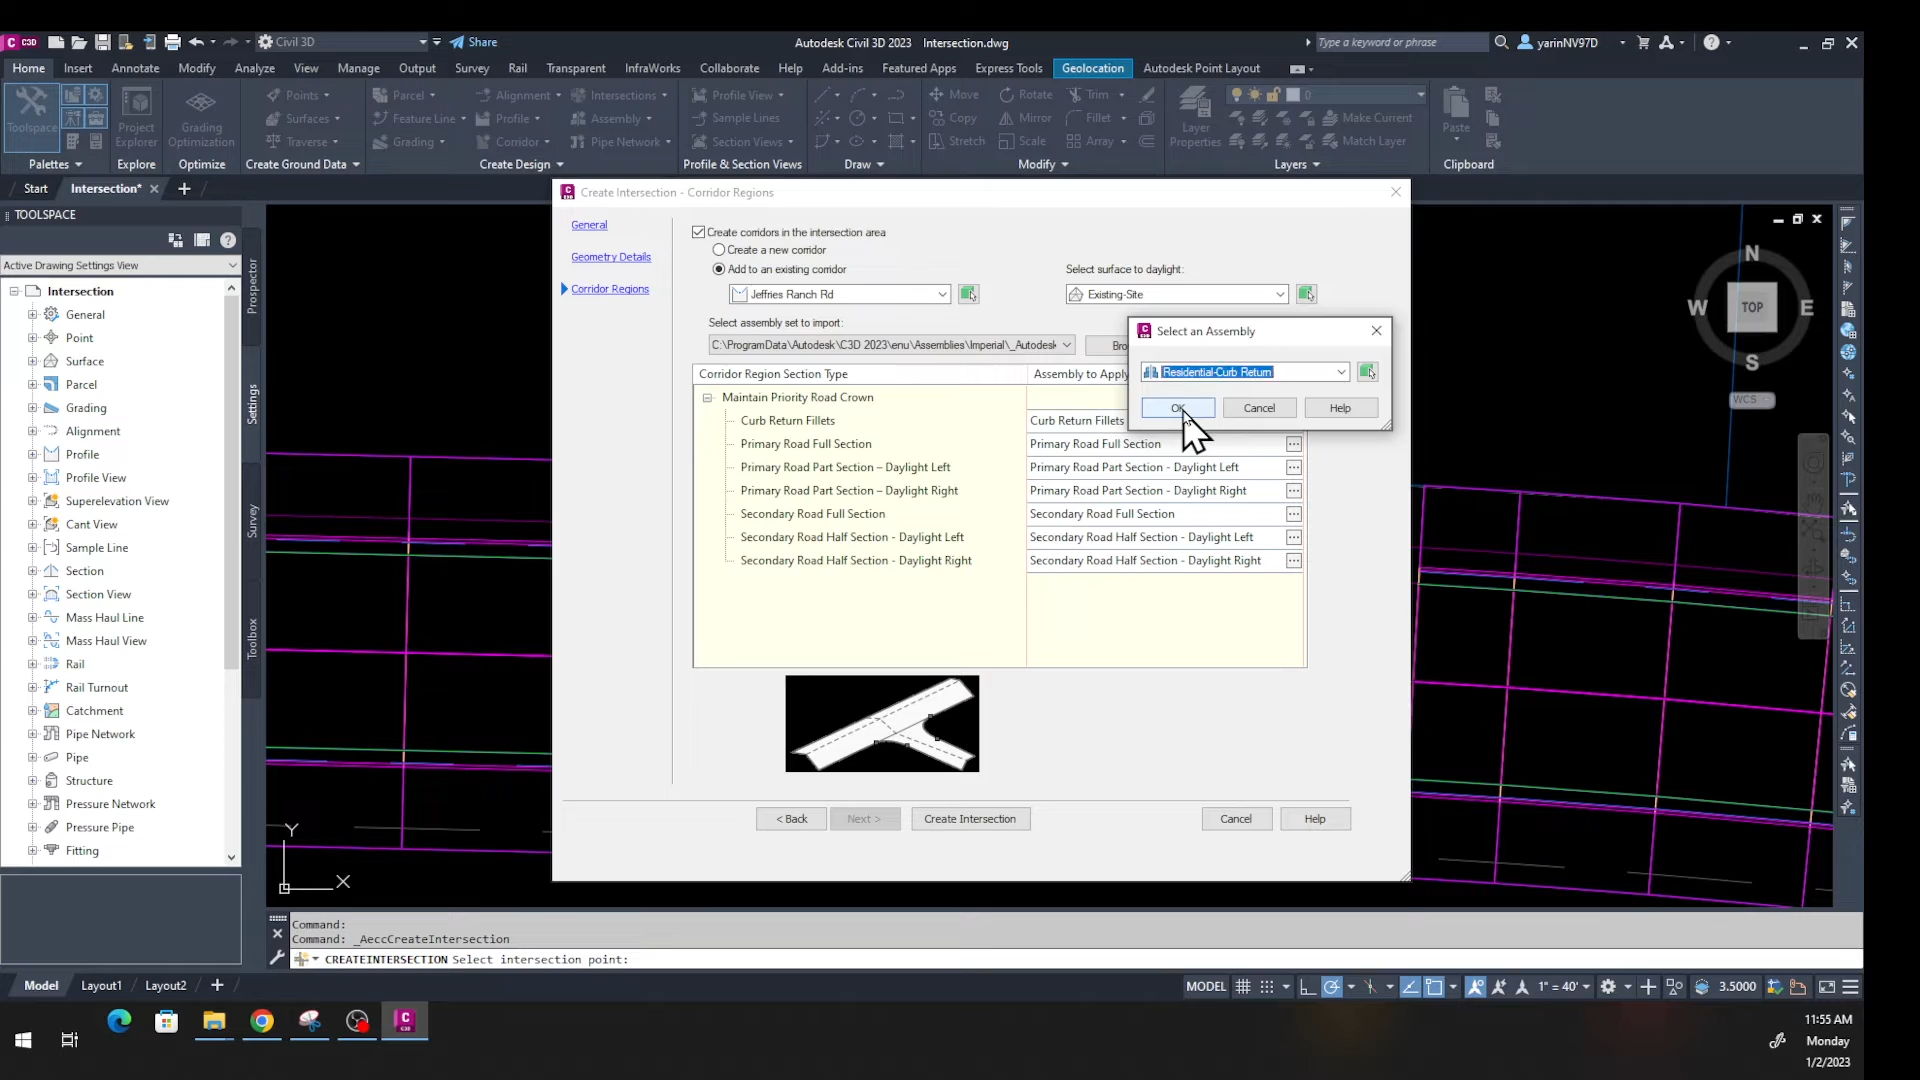 C3D
Civil 3D
Share
Autodesk Civil 3D 2023 Intersection.dwg
Type a keyword or phrase
yarinNV97D
Home Insert Annotate Modify Analyze View Manage Output Survey Rail Transparent InfraWorks Collaborate Help Add-ins Featured Apps Express Tools Geolocation Autodesk Point Layout
Toolspace
Project Explorer
Grading Optimization
Points
Surfaces
Traverse
Parcel
Feature Line
Grading
Alignment
Profile
Corridor
Intersections
Assembly
Pipe Network
Profile View
Sample Lines
Section Views
Move
Copy
Stretch
Rotate
Mirror
Scale
Trim
Fillet
Array
Layer Properties
0
Make Current
Match Layer
Paste
Palettes
Explore
Optimize
Create Ground Data
Create Design
Profile & Section Views
Draw
Modify
Layers
Clipboard
Start
Intersection*
TOOLSPACE
Active Drawing Settings View
Intersection
General
Point
Surface
Parcel
Grading
Alignment
Profile
Profile View
Superelevation View
Cant View
Sample Line
Section
Section View
Mass Haul Line
Mass Haul View
Rail
Rail Turnout
Catchment
Pipe Network
Pipe
Structure
Pressure Network
Pressure Pipe
Fitting
Prospector
Settings
Survey
Toolbox
Create Intersection - Corridor Regions
General
Geometry Details
Corridor Regions
Create corridors in the intersection area
Create a new corridor
Add to an existing corridor
Jeffries Ranch Rd
Select surface to daylight:
Existing-Site
Select assembly set to import:
C:\ProgramData\Autodesk\C3D 2023\enu\Assemblies\Imperial\_Autodesk
Bro
Corridor Region Section Type
Assembly to Apply
Maintain Priority Road Crown
Curb Return Fillets
Curb Return Fillets
Primary Road Full Section
Primary Road Full Section
Primary Road Part Section – Daylight Left
Primary Road Part Section - Daylight Left
Primary Road Part Section – Daylight Right
Primary Road Part Section - Daylight Right
Secondary Road Full Section
Secondary Road Full Section
Secondary Road Half Section - Daylight Left
Secondary Road Half Section - Daylight Left
Secondary Road Half Section - Daylight Right
Secondary Road Half Section - Daylight Right
< Back
Next >
Create Intersection
Cancel
Help
Select an Assembly
Residential-Curb Return
OK
Cancel
Help
N
W
TOP
E
S
WCS
Y
X
Command:
Command: _AeccCreateIntersection
CREATEINTERSECTION Select intersection point:
Model
Layout1
Layout2
MODEL
1" = 40'
3.5000
11:55 AM
Monday
1/2/2023